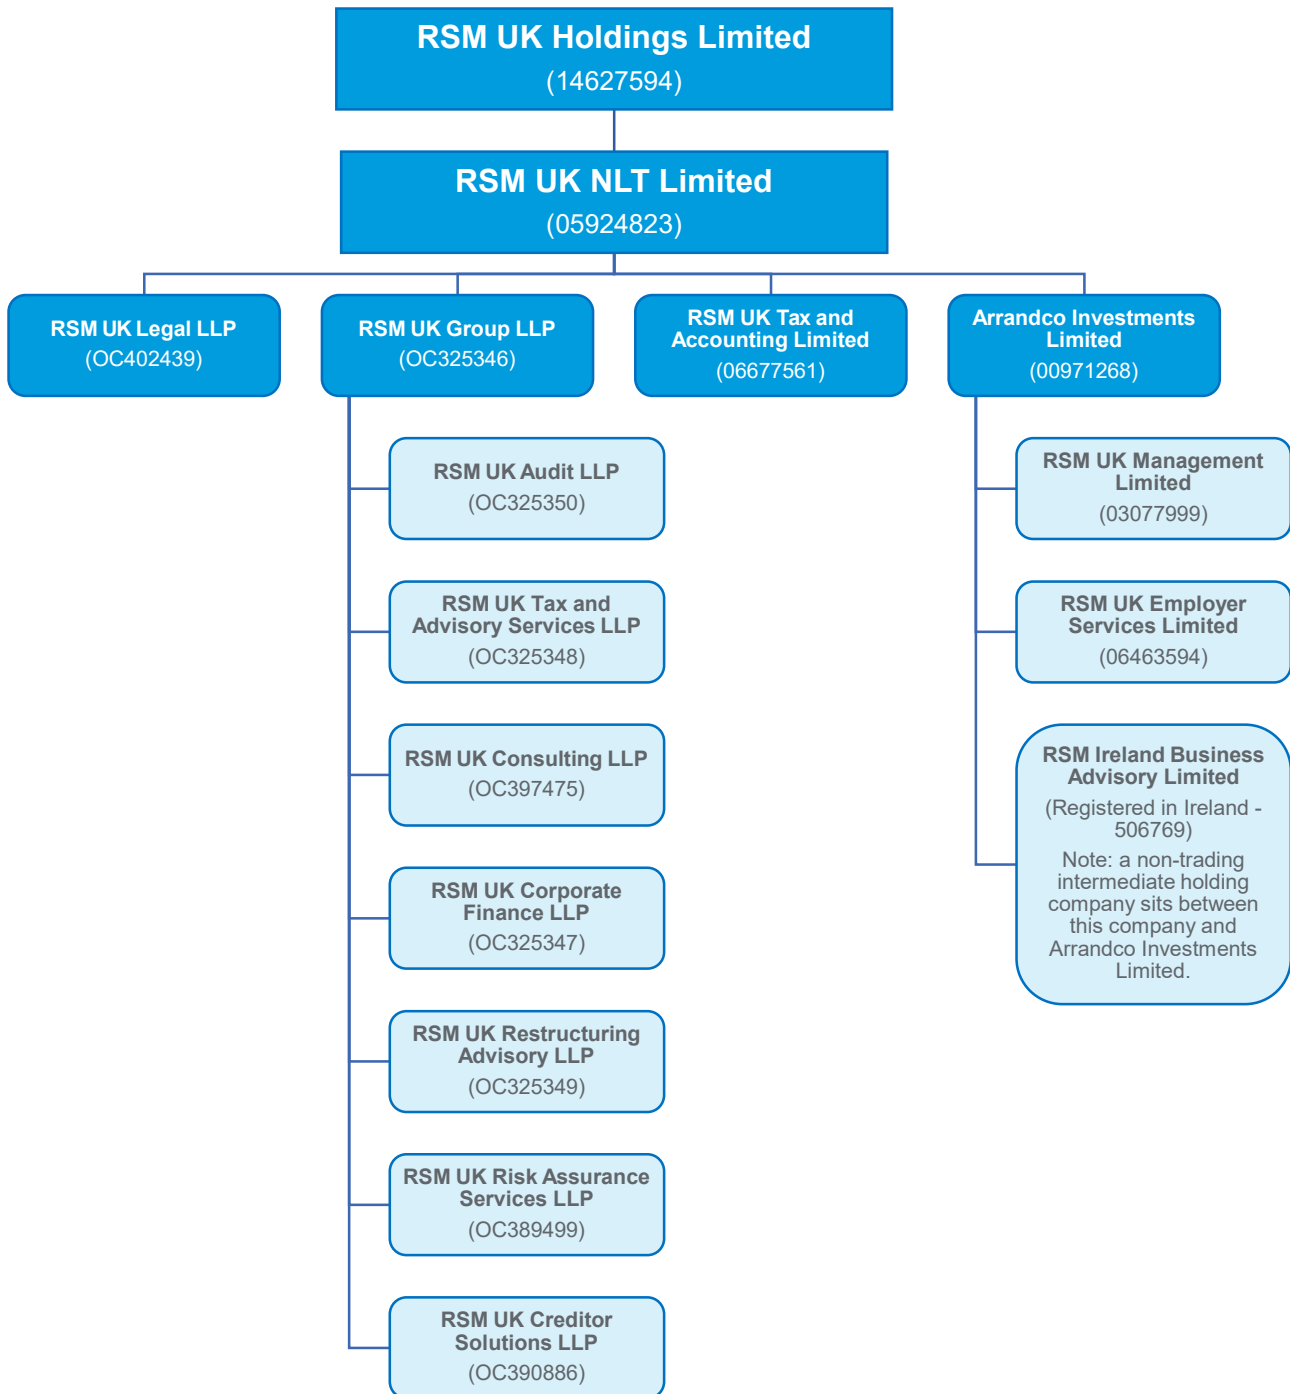 RSM UK Holdings Limited
(14627594)
RSM UK NLT Limited
(05924823)
RSM UK Legal LLP
(OC402439)
RSM UK Group LLP
(OC325346)
RSM UK Tax and
Accounting Limited
(06677561)
Arrandco Investments
Limited
(00971268)
RSM UK Audit LLP
(OC325350)
RSM UK Tax and
Advisory Services LLP
(OC325348)
RSM UK Consulting LLP
(OC397475)
RSM UK Corporate
Finance LLP
(OC325347)
RSM UK Restructuring
Advisory LLP
(OC325349)
RSM UK Risk Assurance
Services LLP
(OC389499)
RSM UK Creditor
Solutions LLP
(OC390886)
RSM UK Management
Limited
(03077999)
RSM UK Employer
Services Limited
(06463594)
RSM Ireland Business
Advisory Limited
(Registered in Ireland -
506769)
Note: a non-trading
intermediate holding
company sits between
this company and
Arrandco Investments
Limited.